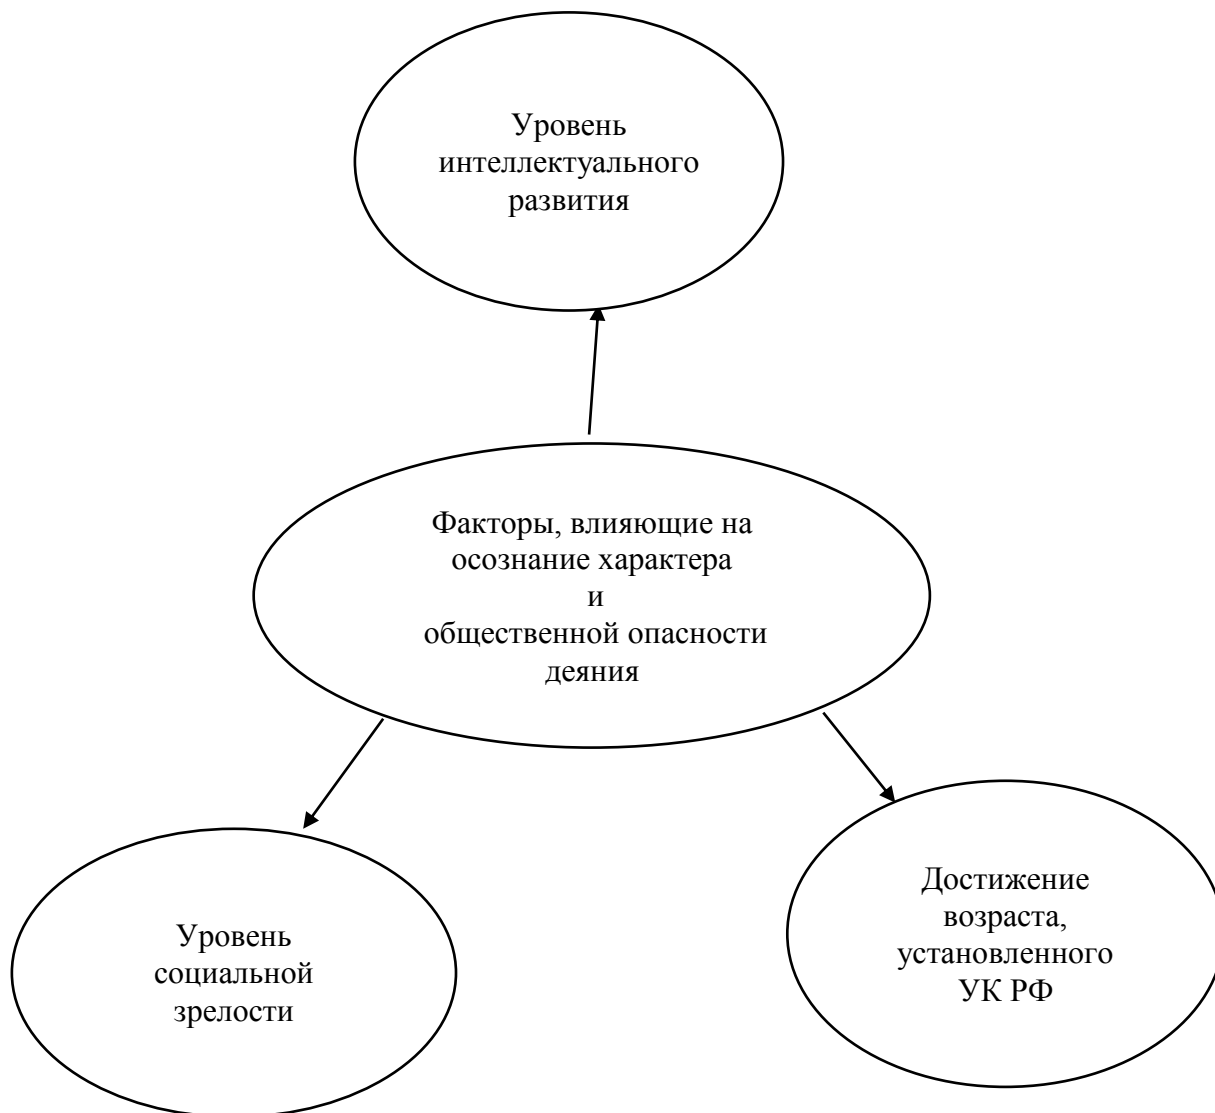 Уровень
интеллектуального
развития
Факторы, влияющие на
осознание характера
и
общественной опасности
деяния
Уровень
социальной
зрелости
Достижение
возраста,
установленного
УК РФ